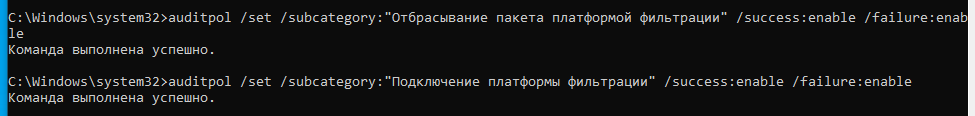 C:\Windows\system32>auditpol /set /subcategory:"Отбрасывание пакета платформой фильтрации" /success:enable /failure:enab
le
Команда выполнена успешно.
C:\Windows\system32>auditpol /set /subcategory:"Подключение платформы фильтрации" /success:enable /failure:enable
Команда выполнена успешно.